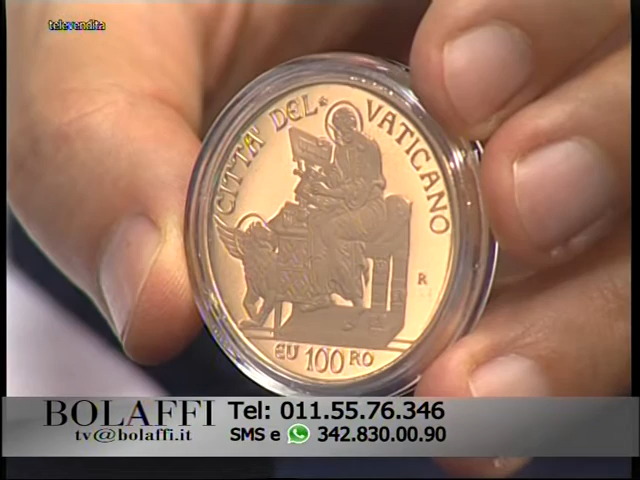 televendita
CITTA' DEL VATICANO
R
EU 100 RO
BOLAFFI
tv@bolaffi.it
Tel: 011.55.76.346
SMS e 342.830.00.90